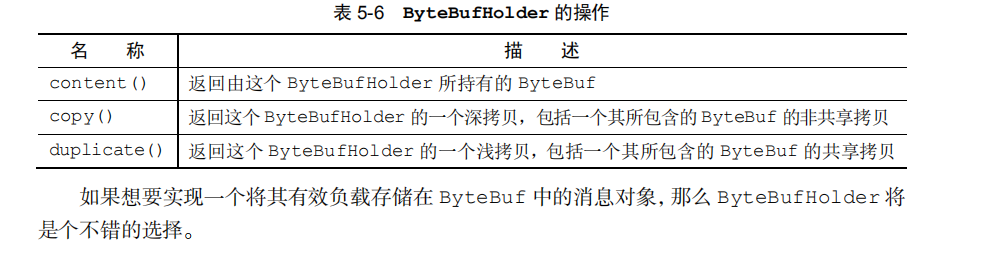 表 5-6 ByteBufHolder 的操作
名 称 描 述
content() 返回由这个 ByteBufHolder 所持有的 ByteBuf
copy() 返回这个 ByteBufHolder 的一个深拷贝，包括一个其所包含的 ByteBuf 的非共享拷贝
duplicate() 返回这个 ByteBufHolder 的一个浅拷贝，包括一个其所包含的 ByteBuf 的共享拷贝
如果想要实现一个将其有效负载存储在 ByteBuf 中的消息对象，那么 ByteBufHolder 将
是个不错的选择。